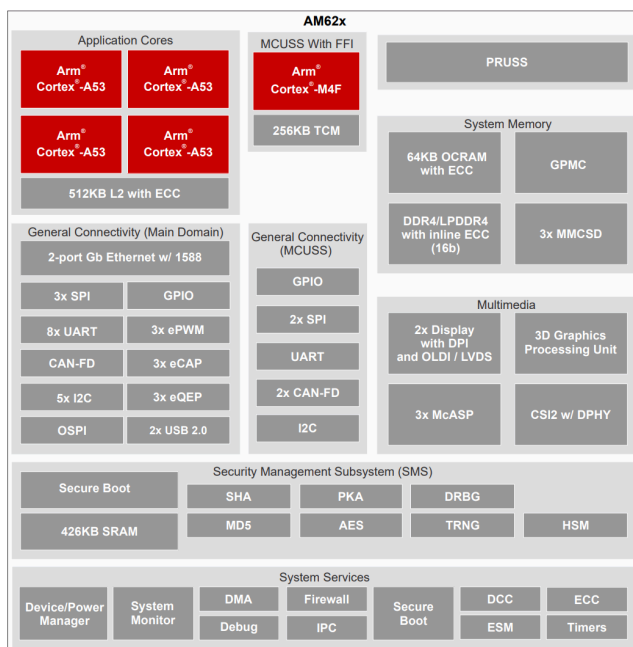 AM62x
Application Cores
Arm®
Cortex®-A53
Arm®
Cortex®-A53
Arm®
Cortex®-A53
Arm®
Cortex®-A53
512KB L2 with ECC
MCUSS With FFI
Arm®
Cortex®-M4F
256KB TCM
PRUSS
System Memory
64KB OCRAM
with ECC
GPMC
DDR4/LPDDR4
with inline ECC
(16b)
3x MMCSD
General Connectivity (Main Domain)
2-port Gb Ethernet w/ 1588
3x SPI
GPIO
8x UART
3x ePWM
CAN-FD
3x eCAP
5x I2C
3x eQEP
OSPI
2x USB 2.0
General Connectivity
(MCUSS)
GPIO
2x SPI
UART
2x CAN-FD
I2C
Multimedia
2x Display
with DPI
and OLDI / LVDS
3D Graphics
Processing Unit
3x McASP
CSI2 w/ DPHY
Security Management Subsystem (SMS)
Secure Boot
SHA
PKA
DRBG
426KB SRAM
MD5
AES
TRNG
HSM
System Services
Device/Power
Manager
System
Monitor
DMA
Firewall
Debug
IPC
Secure
Boot
DCC
ECC
ESM
Timers